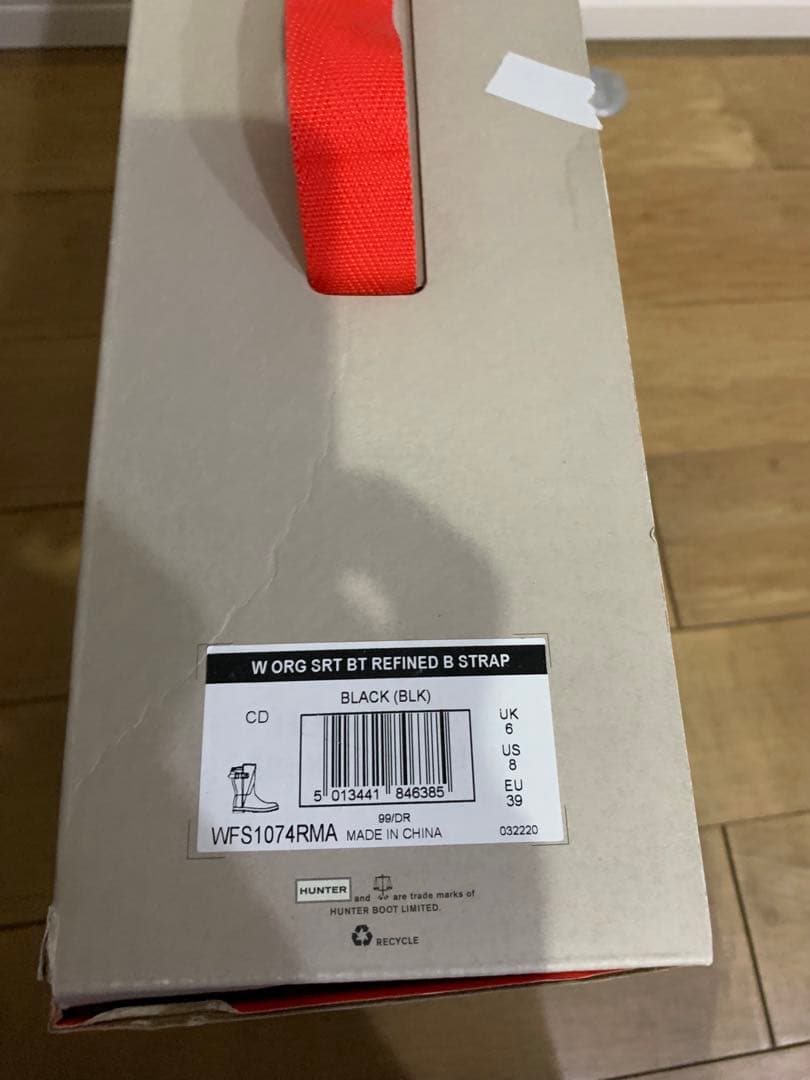 W ORG SRT BT REFINED B STRAP
BLACK (BLK)
CD
UK
6
US
8
EU
39
5 013441 846385
99/DR
WFS1074RMA MADE IN CHINA
032220
HUNTER and are trade marks of
HUNTER BOOT LIMITED.
RECYCLE